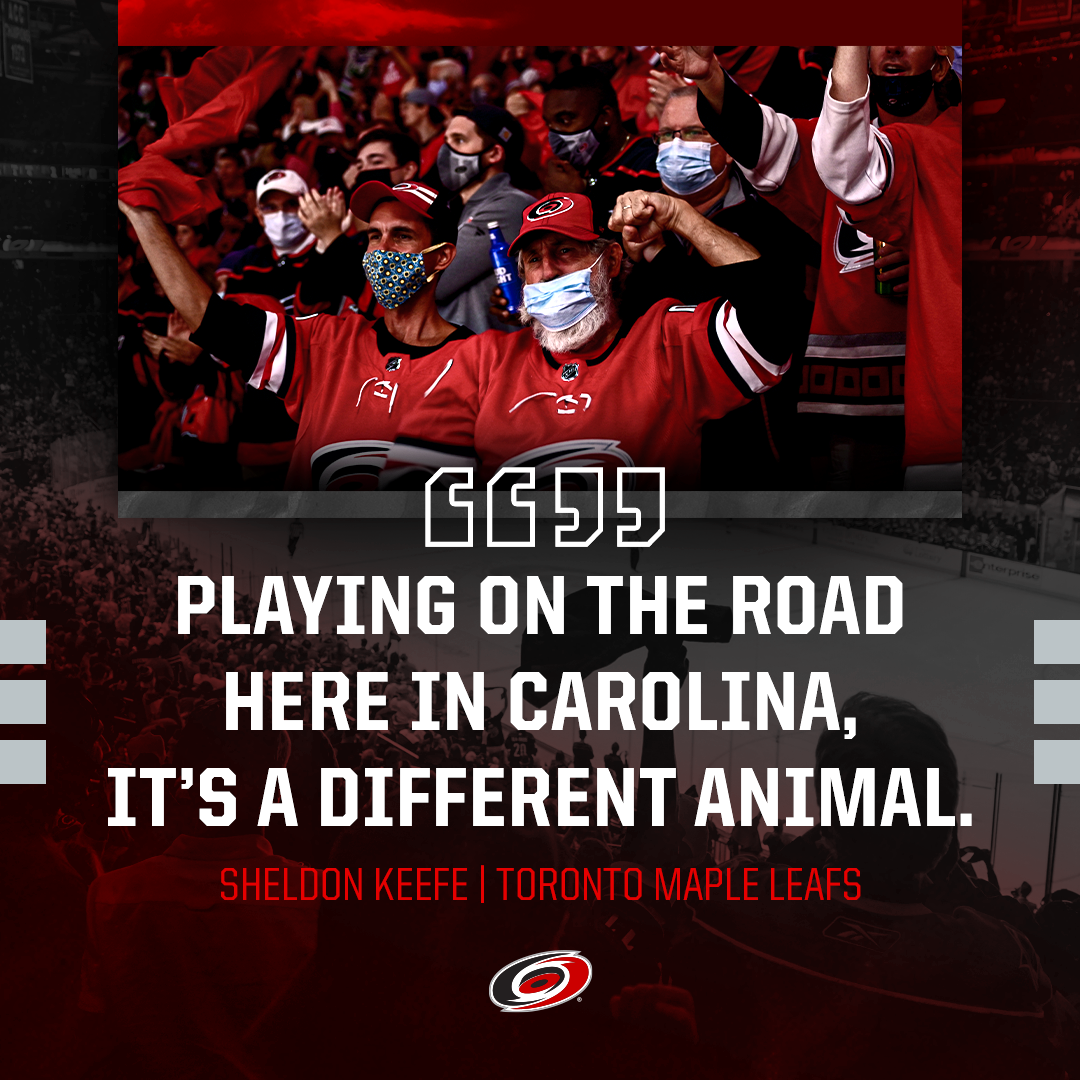 PLAYING ON THE ROAD
HERE IN CAROLINA,
IT'S A DIFFERENT ANIMAL.
SHELDON KEEFE | TORONTO MAPLE LEAFS